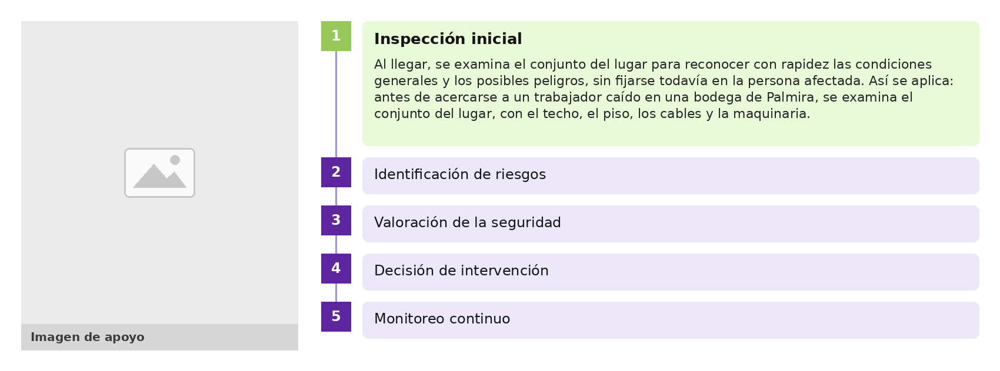 1
Inspección inicial
Al llegar, se examina el conjunto del lugar para reconocer con rapidez las condiciones
generales y los posibles peligros, sin fijarse todavía en la persona afectada. Así se aplica:
antes de acercarse a un trabajador caído en una bodega de Palmira, se examina el
conjunto del lugar, con el techo, el piso, los cables y la maquinaria.
2
Identificación de riesgos
3
Valoración de la seguridad
4
Decisión de intervención
5
Monitoreo continuo
Imagen de apoyo